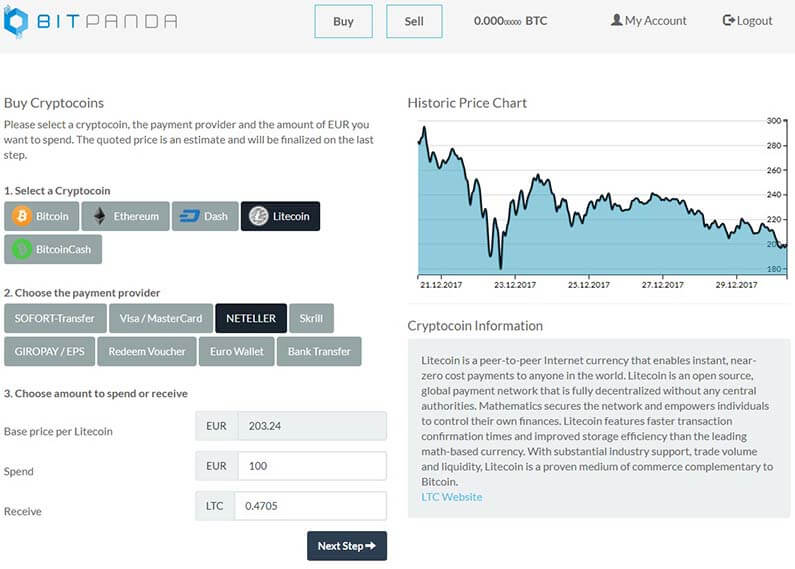 BITPANDA
Buy
Sell
0.00000000 BTC
My Account
Logout
Buy Cryptocoins
Please select a cryptocoin, the payment provider and the amount of EUR you
want to spend. The quoted price is an estimate and will be finalized on the last
step.
1. Select a Cryptocoin
Bitcoin
Ethereum
Dash
Litecoin
BitcoinCash
2. Choose the payment provider
SOFORT-Transfer
Visa / MasterCard
NETELLER
Skrill
GIROPAY / EPS
Redeem Voucher
Euro Wallet
Bank Transfer
3. Choose amount to spend or receive
Base price per Litecoin
EUR
203.24
Spend
EUR
100
Receive
LTC
0.4705
Next Step
Historic Price Chart
300
280
260
240
220
200
180
21.12.2017
23.12.2017
25.12.2017
27.12.2017
29.12.2017
Cryptocoin Information
Litecoin is a peer-to-peer Internet currency that enables instant, near-
zero cost payments to anyone in the world. Litecoin is an open source,
global payment network that is fully decentralized without any central
authorities. Mathematics secures the network and empowers individuals
to control their own finances. Litecoin features faster transaction
confirmation times and improved storage efficiency than the leading
math-based currency. With substantial industry support, trade volume
and liquidity, Litecoin is a proven medium of commerce complementary to
Bitcoin.
LTC Website